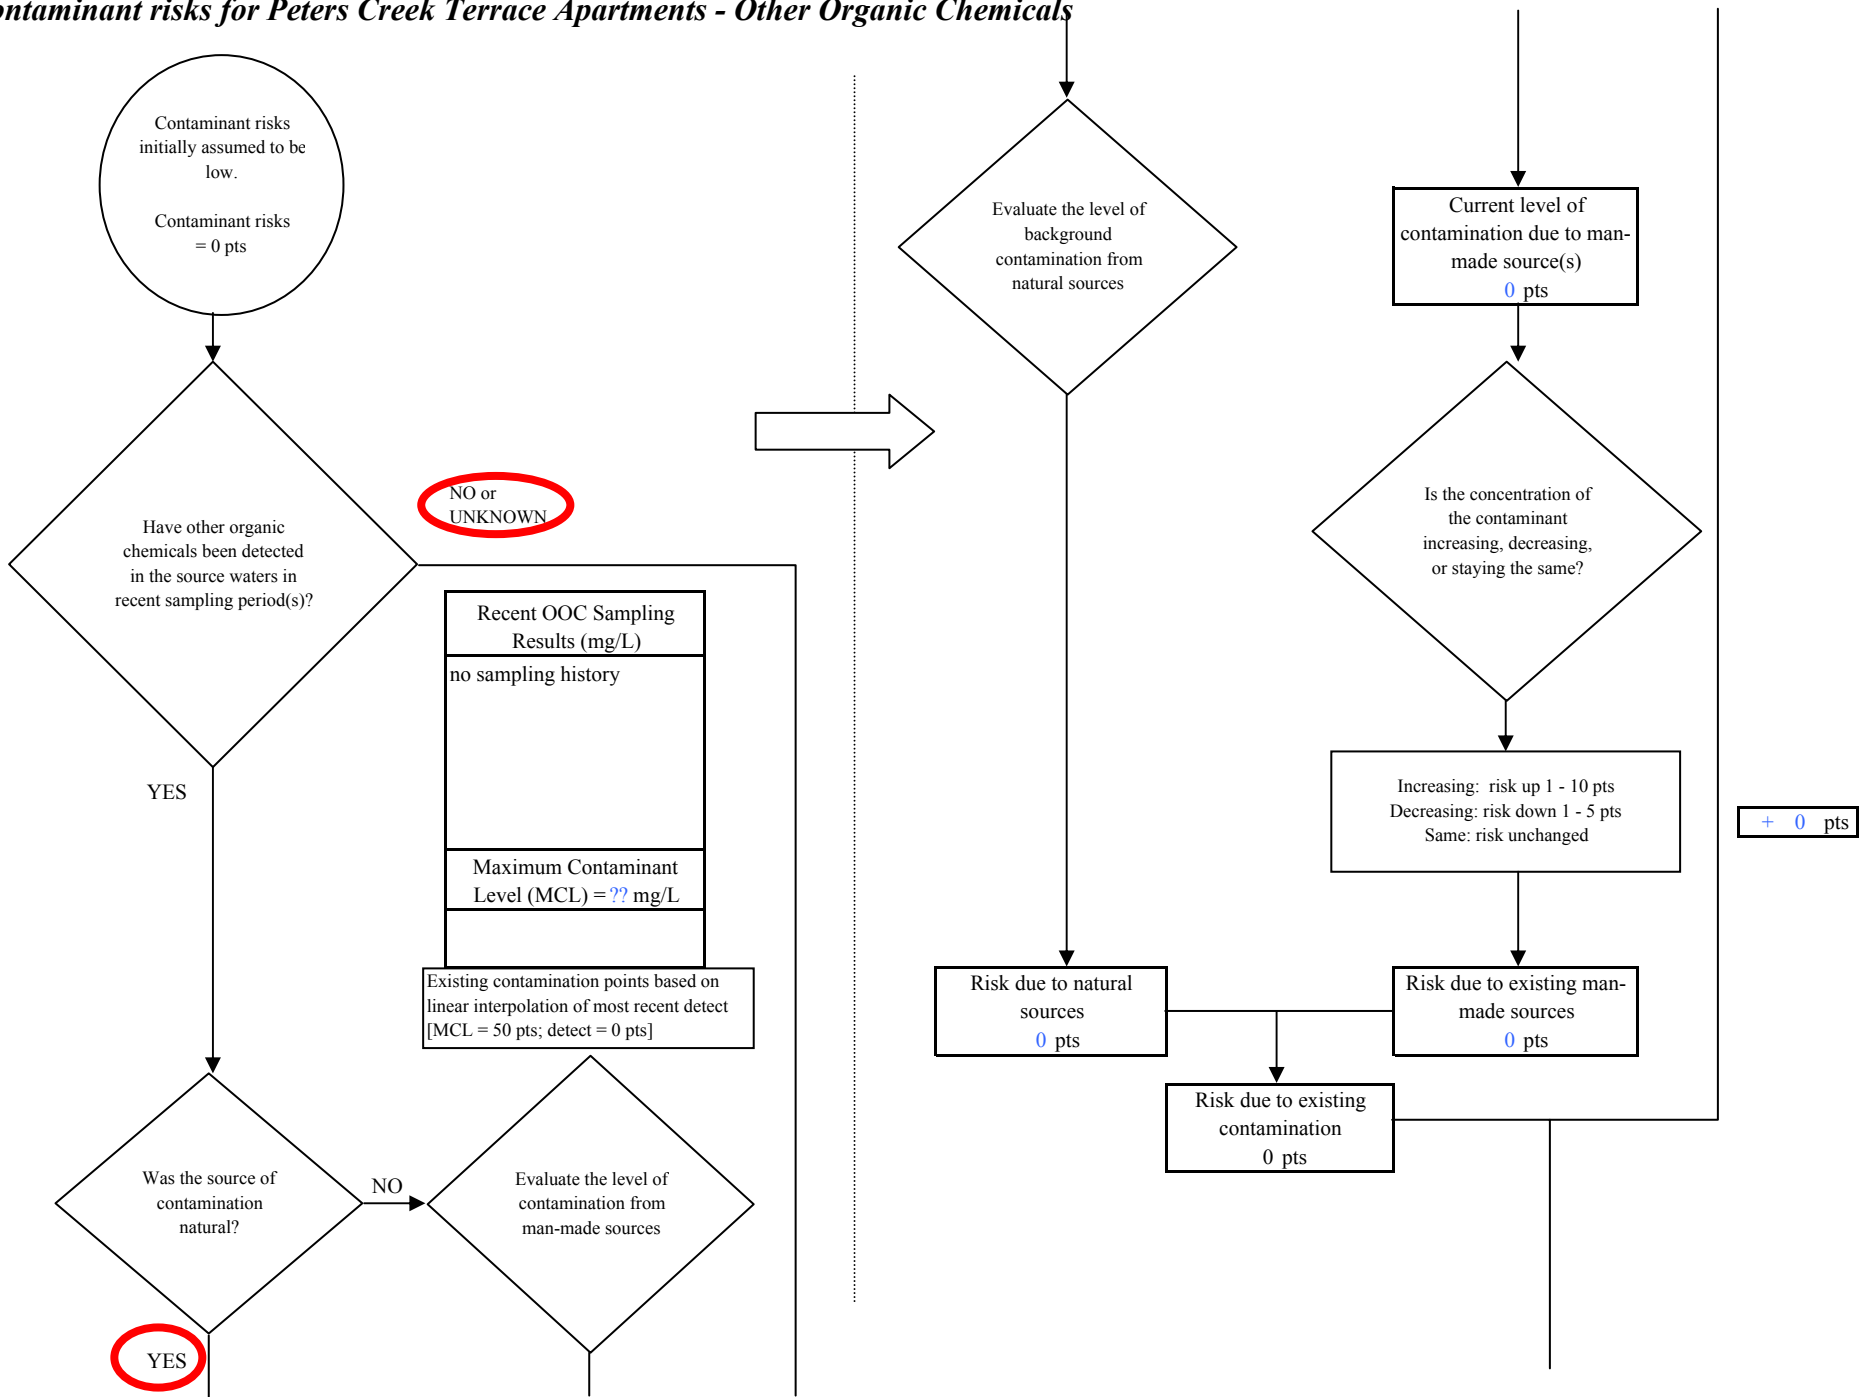 ontaminant risks for Peters Creek Terrace Apartments - Other Organic Chemicals
Contaminant risks
initially assumed to be
low.
Contaminant risks
= 0 pts
Have other organic
chemicals been detected
in the source waters in
recent sampling period(s)?
NO or
UNKNOWN
YES
Recent OOC Sampling
Results (mg/L)
no sampling history
Maximum Contaminant
Level (MCL) = ?? mg/L
Existing contamination points based on
linear interpolation of most recent detect
[MCL = 50 pts; detect = 0 pts]
Was the source of
contamination
natural?
NO
YES
Evaluate the level of
contamination from
man-made sources
Evaluate the level of
background
contamination from
natural sources
Current level of
contamination due to man-
made source(s)
0 pts
Is the concentration of
the contaminant
increasing, decreasing,
or staying the same?
Increasing: risk up 1 - 10 pts
Decreasing: risk down 1 - 5 pts
Same: risk unchanged
+ 0 pts
Risk due to natural
sources
0 pts
Risk due to existing man-
made sources
0 pts
Risk due to existing
contamination
0 pts